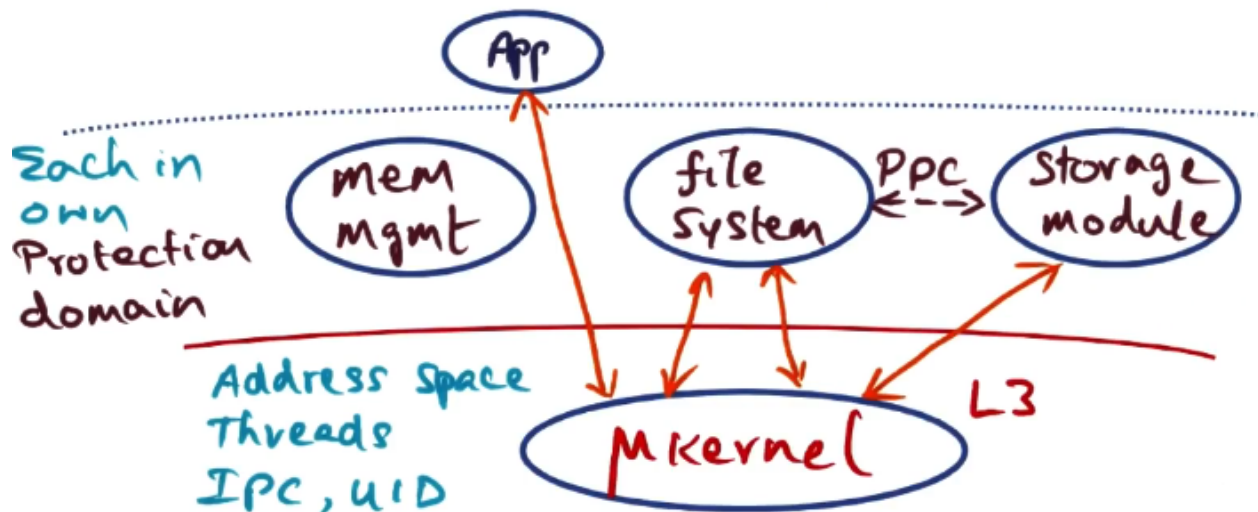 App
Each in
own
Protection
domain
mem
mgmt
file
system
PPC
storage
module
Address space
Threads
IPC, UID
μkernel
L3